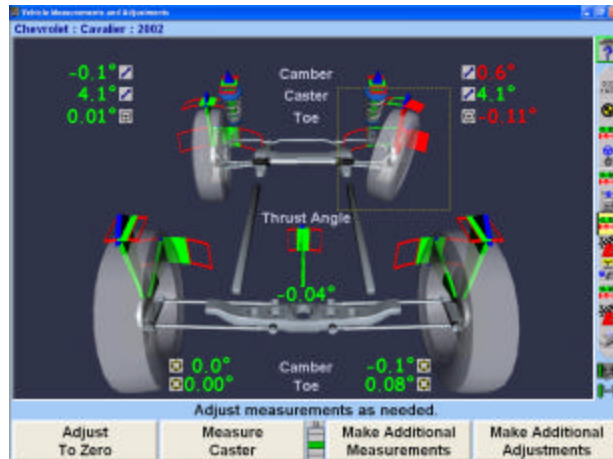 Vehicle Measurements and Adjustments
Chevrolet : Cavalier : 2002
-0.1° Camber 0.6°
4.1° Caster 4.1°
0.01° Toe -0.11°
Thrust Angle
-0.04°
0.0° Camber -0.1°
0.00° Toe 0.08°
Adjust measurements as needed.
Adjust To Zero
Measure Caster
Make Additional Measurements
Make Additional Adjustments